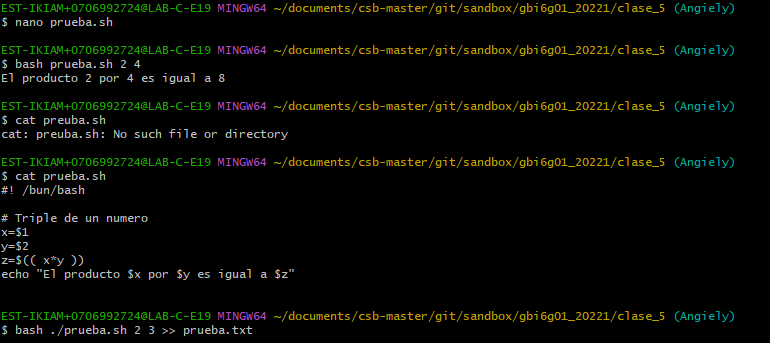 EST-IKIAM+0706992724@LAB-C-E19 MINGW64 ~/documents/csb-master/git/sandbox/gbi6g01_20221/clase_5 (Angiely)
$ nano prueba.sh
EST-IKIAM+0706992724@LAB-C-E19 MINGW64 ~/documents/csb-master/git/sandbox/gbi6g01_20221/clase_5 (Angiely)
$ bash prueba.sh 2 4
El producto 2 por 4 es igual a 8
EST-IKIAM+0706992724@LAB-C-E19 MINGW64 ~/documents/csb-master/git/sandbox/gbi6g01_20221/clase_5 (Angiely)
$ cat preuba.sh
cat: preuba.sh: No such file or directory
EST-IKIAM+0706992724@LAB-C-E19 MINGW64 ~/documents/csb-master/git/sandbox/gbi6g01_20221/clase_5 (Angiely)
$ cat prueba.sh
#! /bun/bash
# Triple de un numero
x=$1
y=$2
z=$(( x*y ))
echo "El producto $x por $y es igual a $z"
EST-IKIAM+0706992724@LAB-C-E19 MINGW64 ~/documents/csb-master/git/sandbox/gbi6g01_20221/clase_5 (Angiely)
$ bash ./prueba.sh 2 3 >> prueba.txt